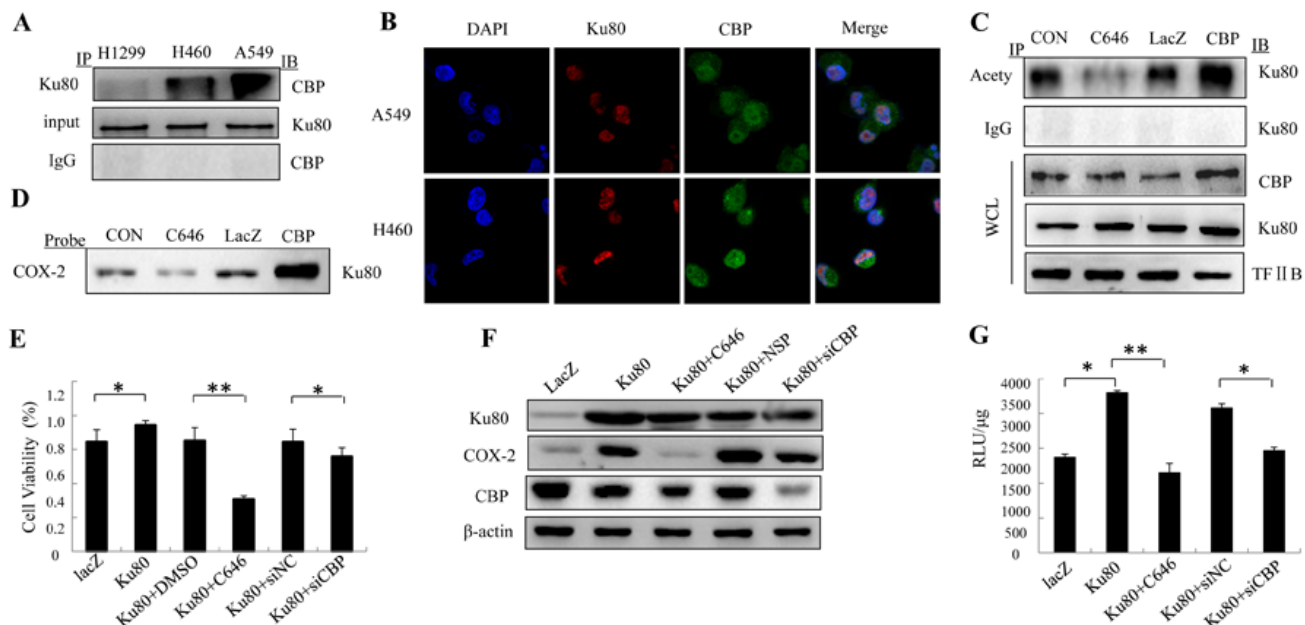 A
IP H1299 H460 A549 IB
Ku80 CBP
input Ku80
IgG CBP
B
DAPI Ku80 CBP Merge
A549
H460
C
CON C646 LacZ CBP
IP IB
Acety Ku80
IgG Ku80
CBP
Ku80
TFⅡB
WCL
D
CON C646 LacZ CBP
Probe
COX-2 Ku80
E
Cell Viability (%)
1.2
1.0
0.8
0.6
0.4
0
* ** *
lacZ
Ku80
Ku80+DMSO
Ku80+C646
Ku80+siNC
Ku80+siCBP
F
LacZ
Ku80
Ku80+C646
Ku80+NSP
Ku80+siCBP
Ku80
COX-2
CBP
β-actin
G
RLU/μg
4000
3500
3000
2500
2000
1500
500
0
* ** *
lacZ
Ku80
Ku80+C646
Ku80+siNC
Ku80+siCBP